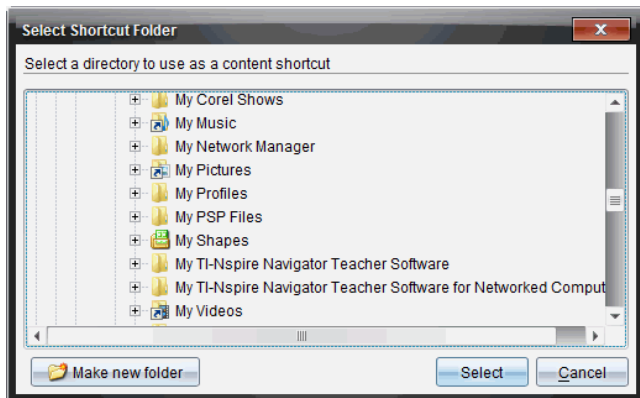 Select Shortcut Folder
Select a directory to use as a content shortcut
My Corel Shows
My Music
My Network Manager
My Pictures
My Profiles
My PSP Files
My Shapes
My TI-Nspire Navigator Teacher Software
My TI-Nspire Navigator Teacher Software for Networked Comput
My Videos
Make new folder
Select
Cancel